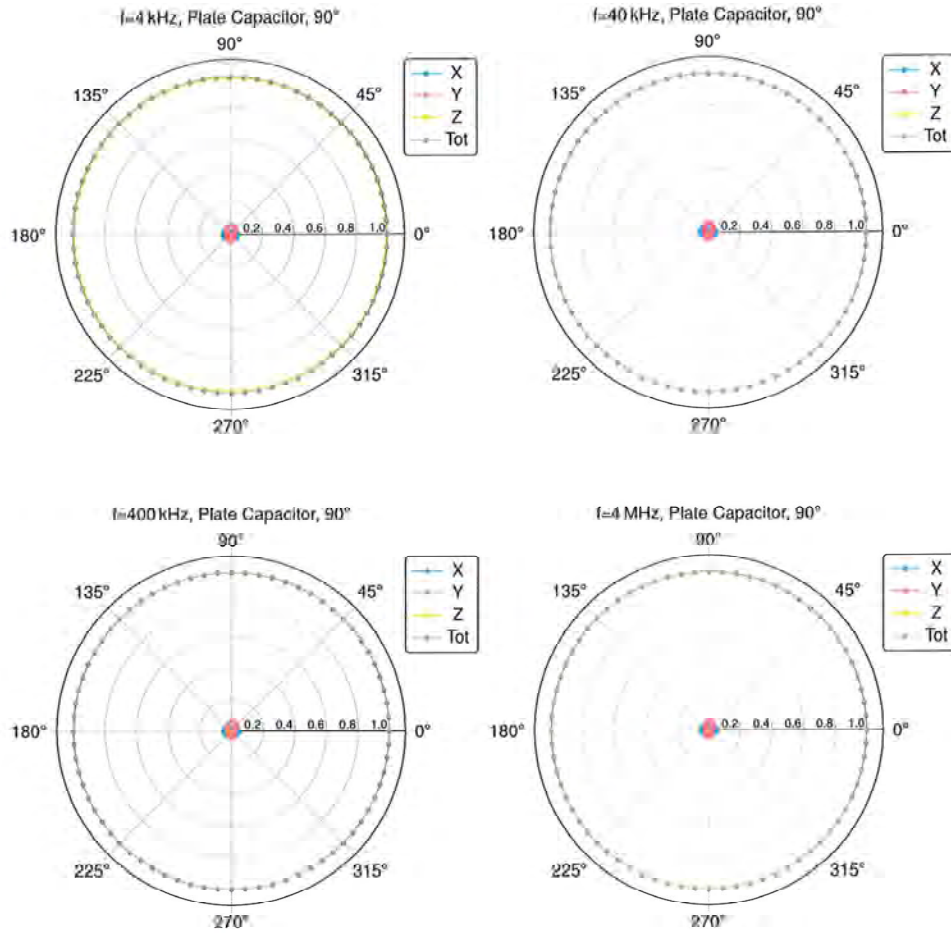 f=4 kHz, Plate Capacitor, 90°
90°
135°
45°
X
Y
Z
Tot
180°
0.2 0.4 0.6 0.8 1.0
0°
225°
315°
270°
f=40 kHz, Plate Capacitor, 90°
90°
135°
45°
X
Y
Z
Tot
180°
0.2 0.4 0.6 0.8 1.0
0°
225°
315°
270°
f=400 kHz, Plate Capacitor, 90°
90°
135°
45°
X
Y
Z
Tot
180°
0.2 0.4 0.6 0.8 1.0
0°
225°
315°
270°
f=4 MHz, Plate Capacitor, 90°
90°
135°
45°
X
Y
Z
Tot
180°
0.2 0.4 0.6 0.8 1.0
0°
225°
315°
270°